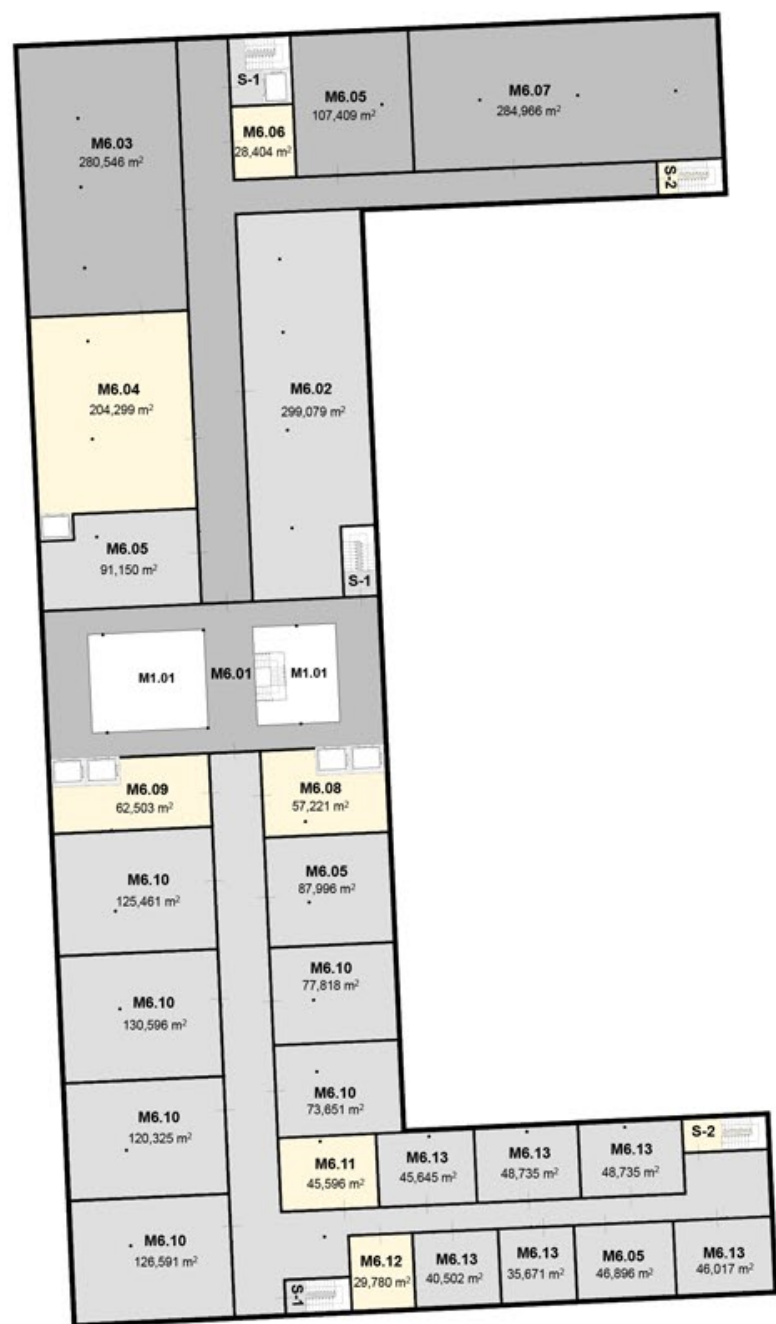 S-1
M6.05
107,409 m²
M6.07
284,966 m²
M6.03
280,546 m²
M6.06
28,404 m²
S-2
M6.04
204,299 m²
M6.02
299,079 m²
M6.05
91,150 m²
S-1
M1.01
M6.01
M1.01
M6.09
62,503 m²
M6.08
57,221 m²
M6.10
125,461 m²
M6.05
87,996 m²
M6.10
130,596 m²
M6.10
77,818 m²
M6.10
120,325 m²
M6.10
73,651 m²
M6.11
45,596 m²
M6.13
45,645 m²
M6.13
48,735 m²
M6.13
48,735 m²
S-2
M6.10
126,591 m²
S-1
M6.12
29,780 m²
M6.13
40,502 m²
M6.13
35,671 m²
M6.05
46,896 m²
M6.13
46,017 m²